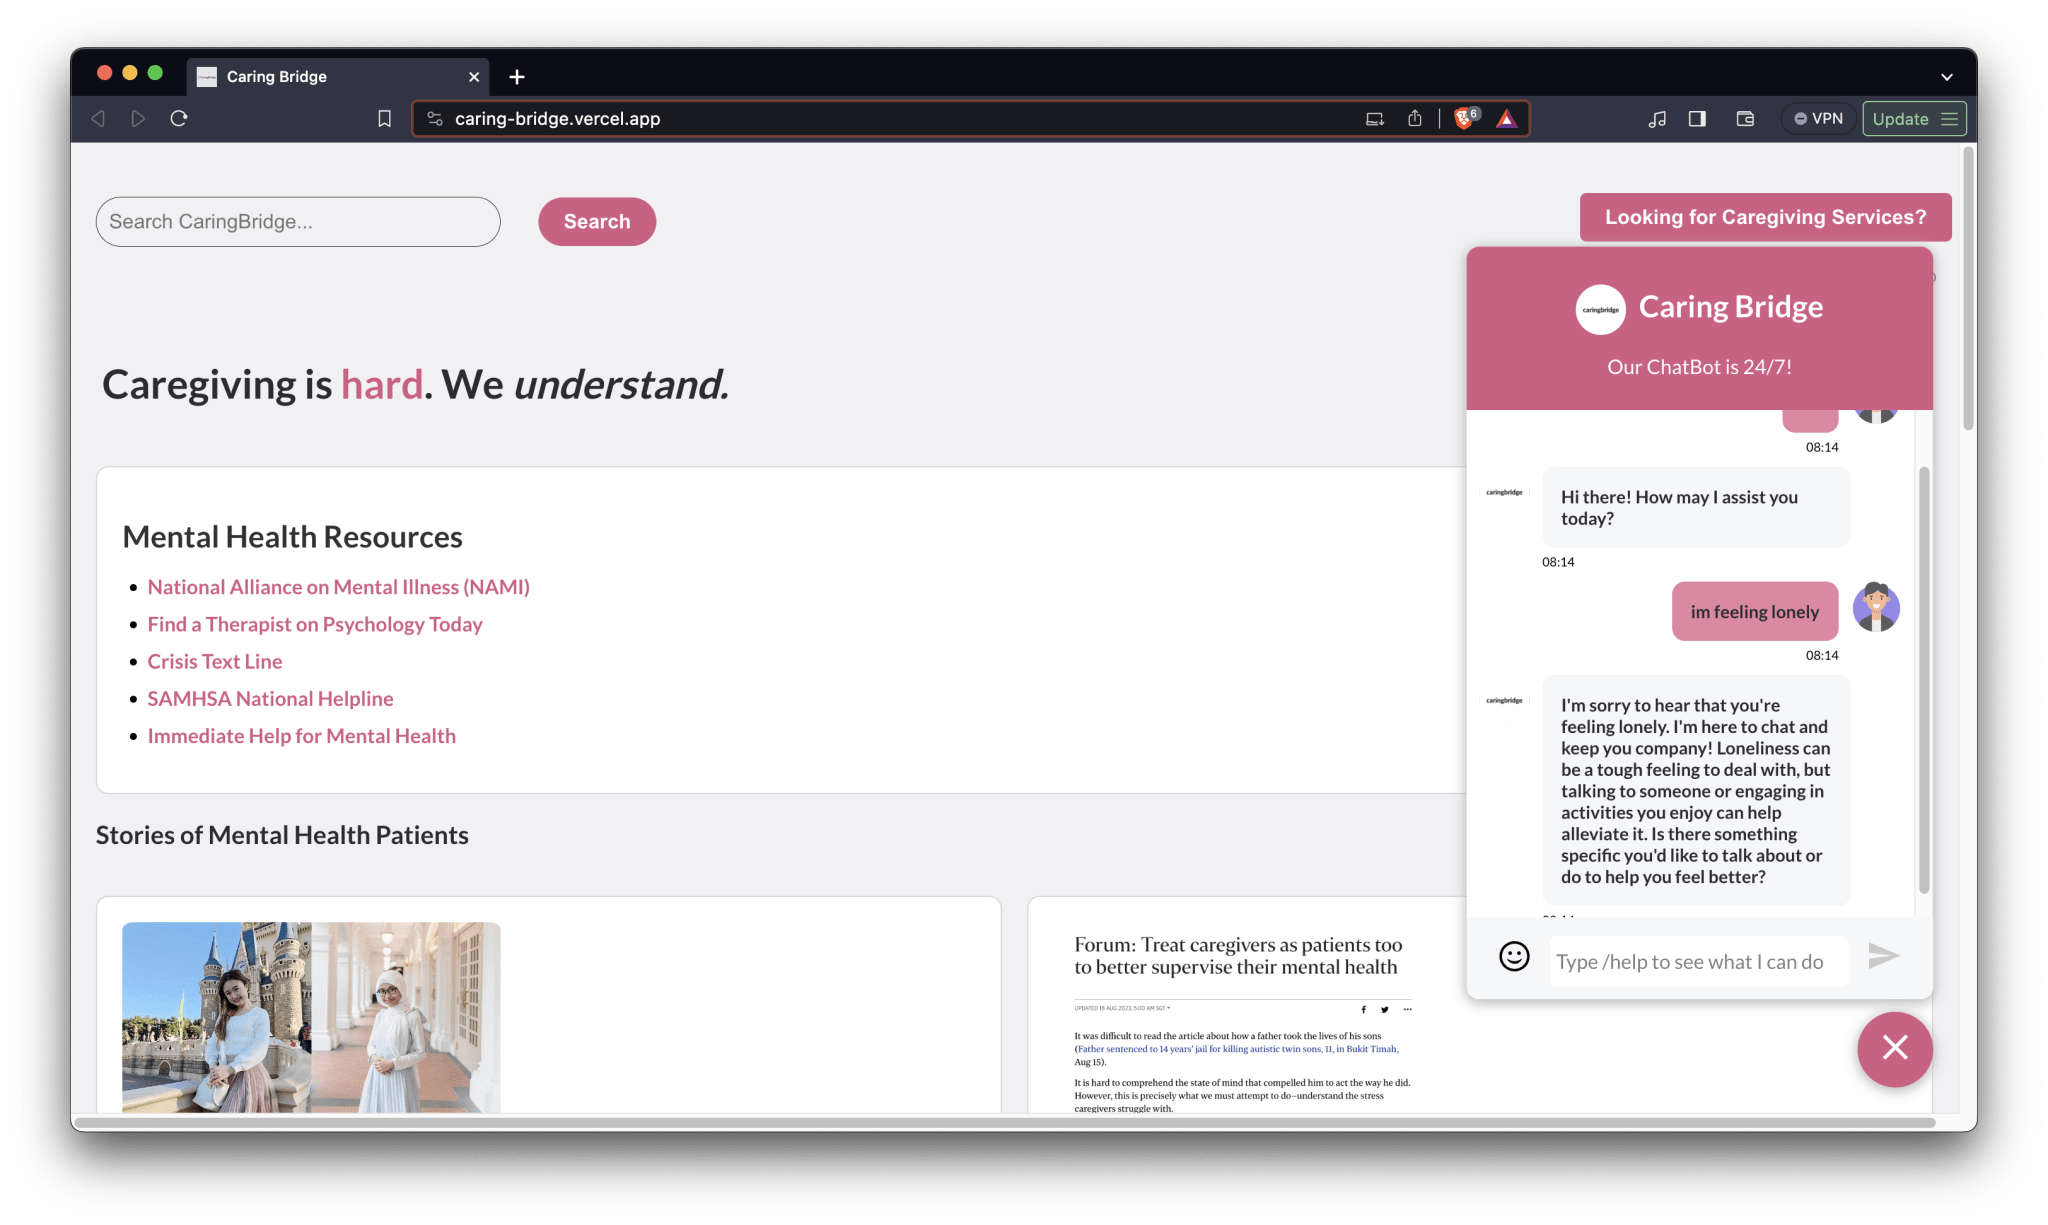 Caring Bridge
caring-bridge.vercel.app
6
VPN
Update
Search CaringBridge...
Search
Looking for Caregiving Services?
Caregiving is hard. We understand.
Mental Health Resources
National Alliance on Mental Illness (NAMI)
Find a Therapist on Psychology Today
Crisis Text Line
SAMHSA National Helpline
Immediate Help for Mental Health
Stories of Mental Health Patients
Forum: Treat caregivers as patients too
to better supervise their mental health
UPDATED 18 AUG 2023, 5:00 AM SGT
It was difficult to read the article about how a father took the lives of his sons
(Father sentenced to 14 years' jail for killing autistic twin sons, 11, in Bukit Timah,
Aug 15).
It is hard to comprehend the state of mind that compelled him to act the way he did.
However, this is precisely what we must attempt to do–understand the stress
caregivers struggle with.
caringbridge
Caring Bridge
Our ChatBot is 24/7!
08:14
caringbridge
Hi there! How may I assist you
today?
08:14
im feeling lonely
08:14
caringbridge
I'm sorry to hear that you're
feeling lonely. I'm here to chat and
keep you company! Loneliness can
be a tough feeling to deal with, but
talking to someone or engaging in
activities you enjoy can help
alleviate it. Is there something
specific you'd like to talk about or
do to help you feel better?
Type /help to see what I can do